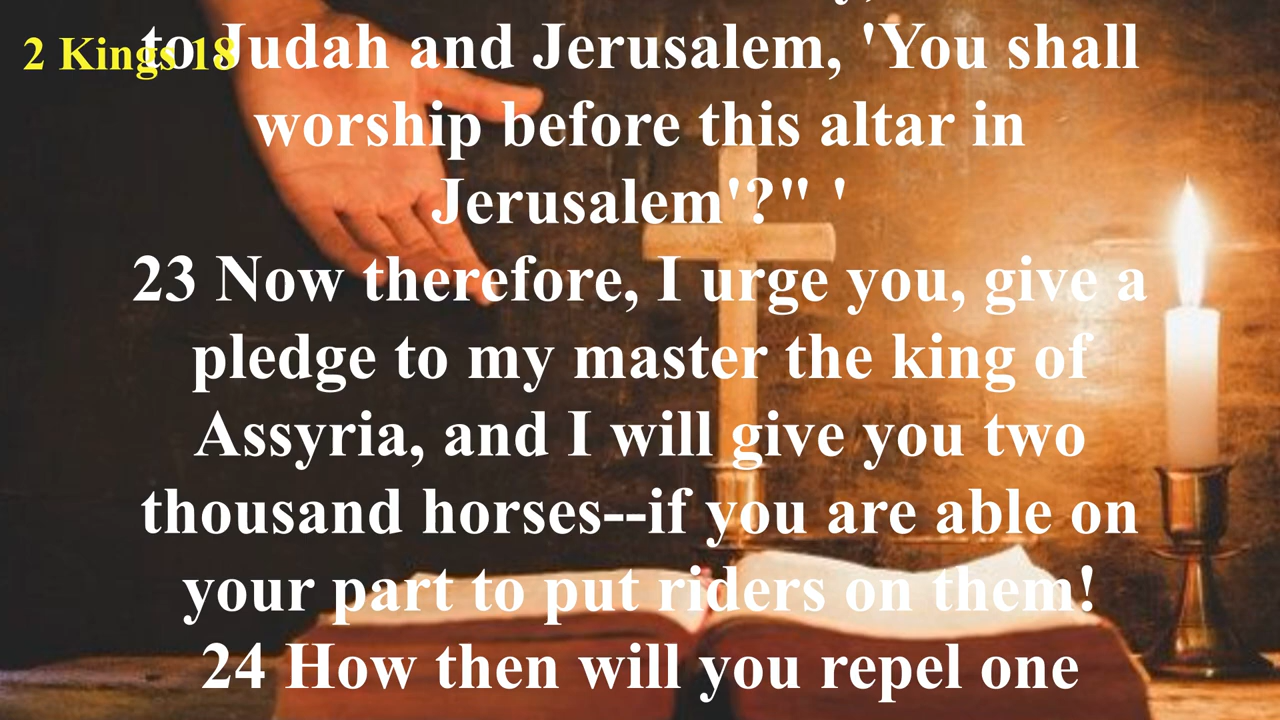 2 Kings 18
to Judah and Jerusalem, 'You shall
worship before this altar in
Jerusalem'?" '
23 Now therefore, I urge you, give a
pledge to my master the king of
Assyria, and I will give you two
thousand horses--if you are able on
your part to put riders on them!
24 How then will you repel one